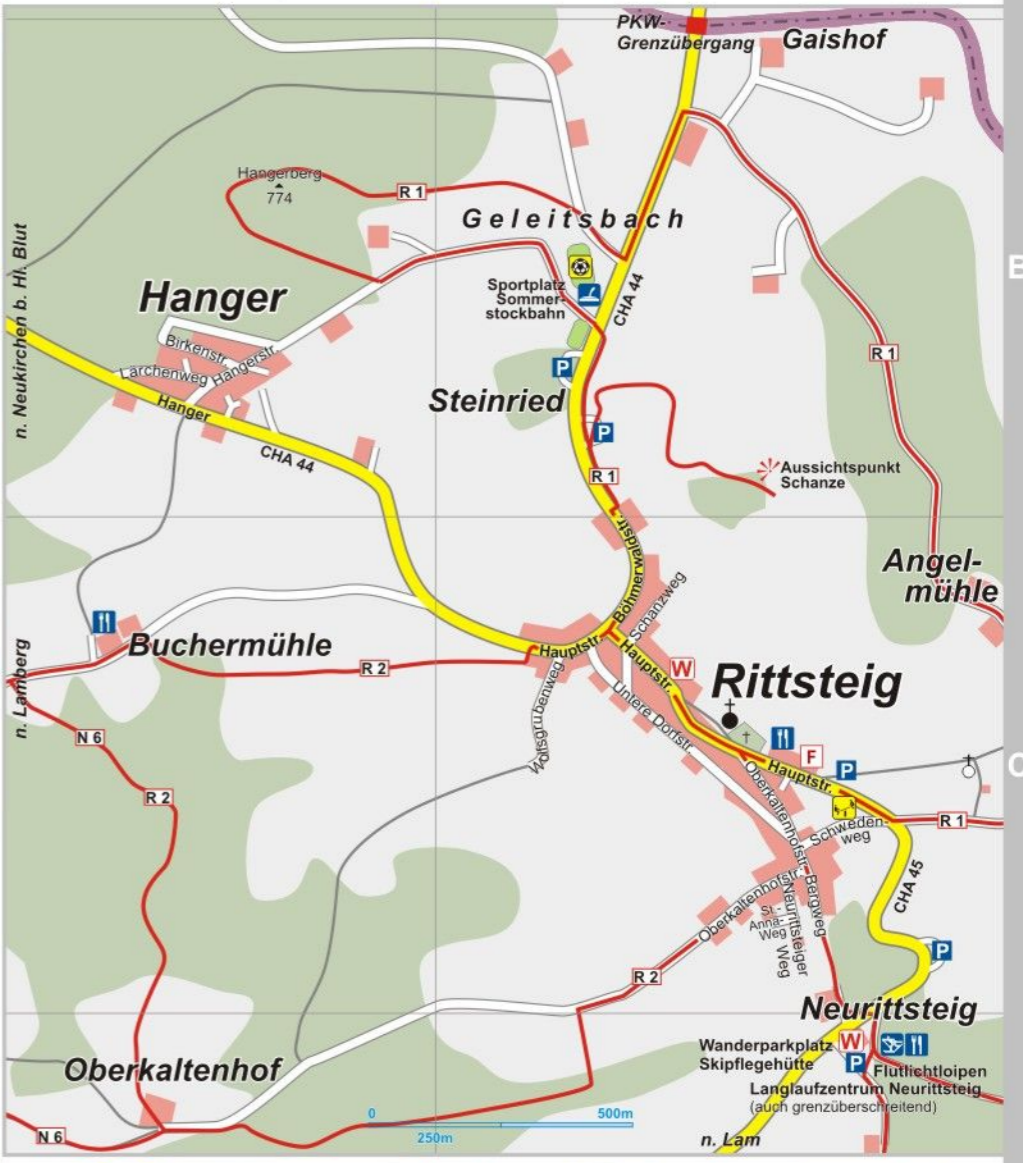 PKW-
Grenzübergang
Gaishof
Hangerberg
774
R 1
Geleitsbach
n. Neukirchen b. Hl. Blut
Hanger
Sportplatz
Sommer-
stockbahn
CHA 44
Birkenstr.
Hangerstr.
Lärchenweg
Hanger
CHA 44
P
Steinried
P
R 1
R 1
Aussichtspunkt
Schanze
Angel-
mühle
Böhmerwaldstr.
Schanzweg
Buchermühle
Hauptstr.
Hauptstr.
R 2
W
Rittsteig
n. Lamberg
Wolfsgrubenweg
Untere Dorfstr.
N 6
F
Hauptstr.
P
R 2
Oberkaltenhofstr.
Schweden-
weg
R 1
B
C
CHA 45
Bergweg
Oberkaltenhofstr.
St.-
Anna-
Weg
Neurittsteiger
Weg
P
R 2
Neurittsteig
Wanderparkplatz
Skipflegehütte
W
P
Flutlichtloipen
Langlaufzentrum Neurittsteig
(auch grenzüberschreitend)
Oberkaltenhof
0
500m
250m
N 6
n. Lam